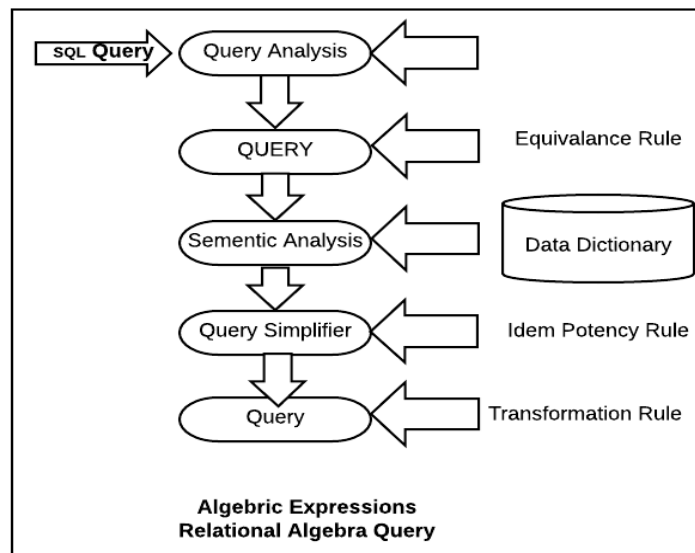 SQL Query
Query Analysis
QUERY
Equivalance Rule
Sementic Analysis
Data Dictionary
Query Simplifier
Idem Potency Rule
Query
Transformation Rule
Algebric Expressions
Relational Algebra Query